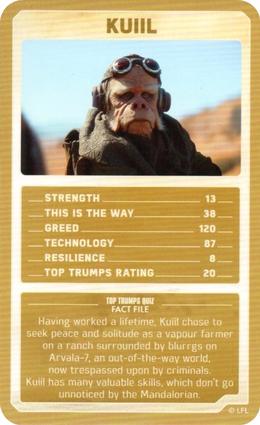 KUIIL
STRENGTH 13
THIS IS THE WAY 38
GREED 120
TECHNOLOGY 87
RESILIENCE 8
TOP TRUMPS RATING 20
TOP TRUMPS QUIZ
FACT FILE
Having worked a lifetime, Kuiil chose to
seek peace and solitude as a vapour farmer
on a ranch surrounded by blurrgs on
Arvala-7, an out-of-the-way world,
now trespassed upon by criminals.
Kuiil has many valuable skills, which don't go
unnoticed by the Mandalorian.
© LFL